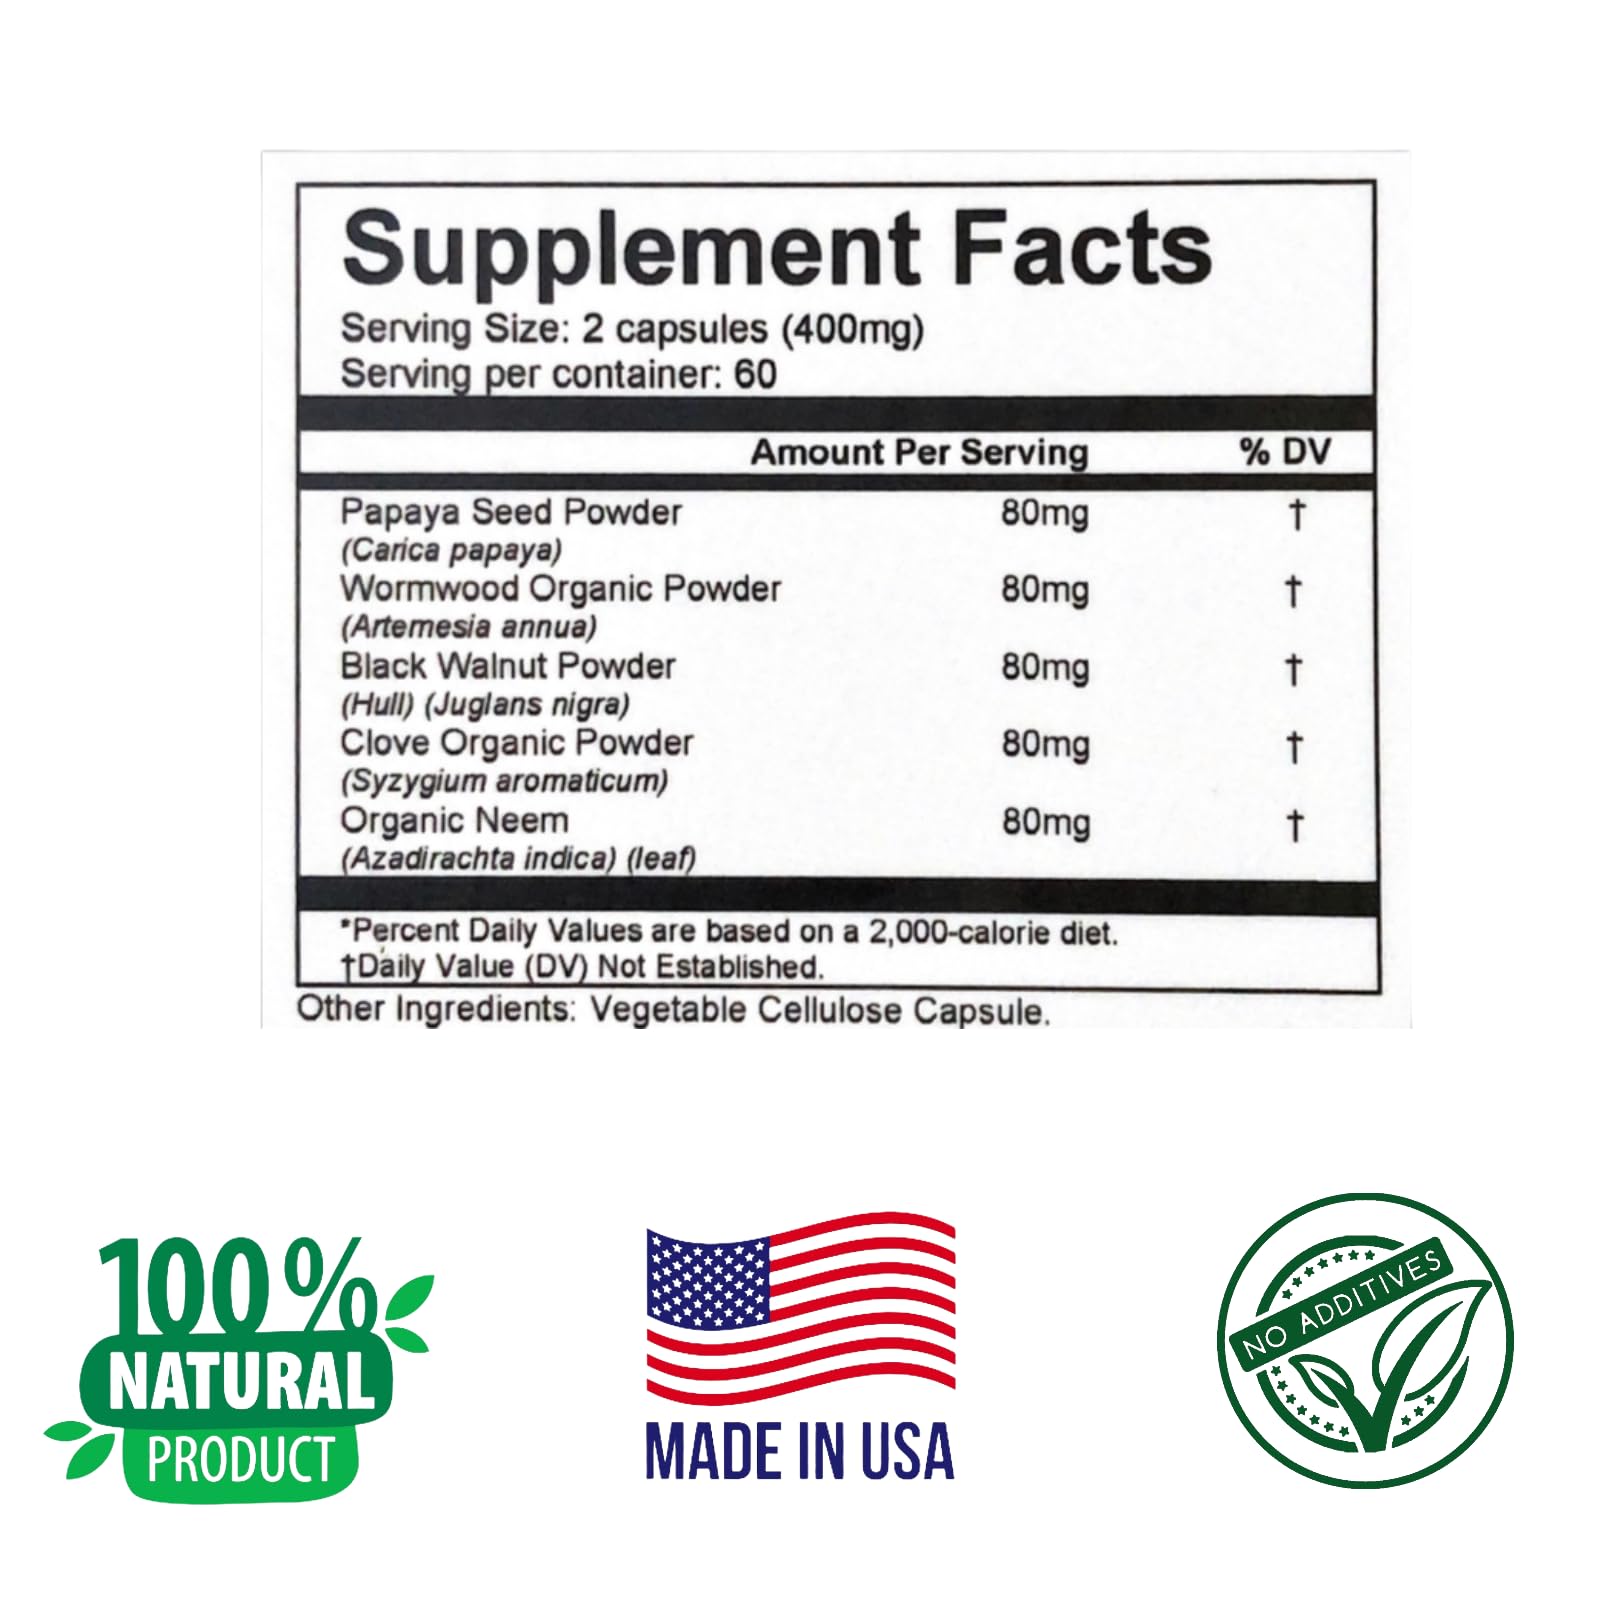 Supplement Facts
Serving Size: 2 capsules (400mg)
Serving per container: 60
Amount Per Serving % DV
Papaya Seed Powder 80mg †
(Carica papaya)
Wormwood Organic Powder 80mg †
(Artemesia annua)
Black Walnut Powder 80mg †
(Hull) (Juglans nigra)
Clove Organic Powder 80mg †
(Syzygium aromaticum)
Organic Neem 80mg †
(Azadirachta indica) (leaf)
*Percent Daily Values are based on a 2,000-calorie diet.
†Daily Value (DV) Not Established.
Other Ingredients: Vegetable Cellulose Capsule.
100%
NATURAL
PRODUCT
MADE IN USA
NO ADDITIVES